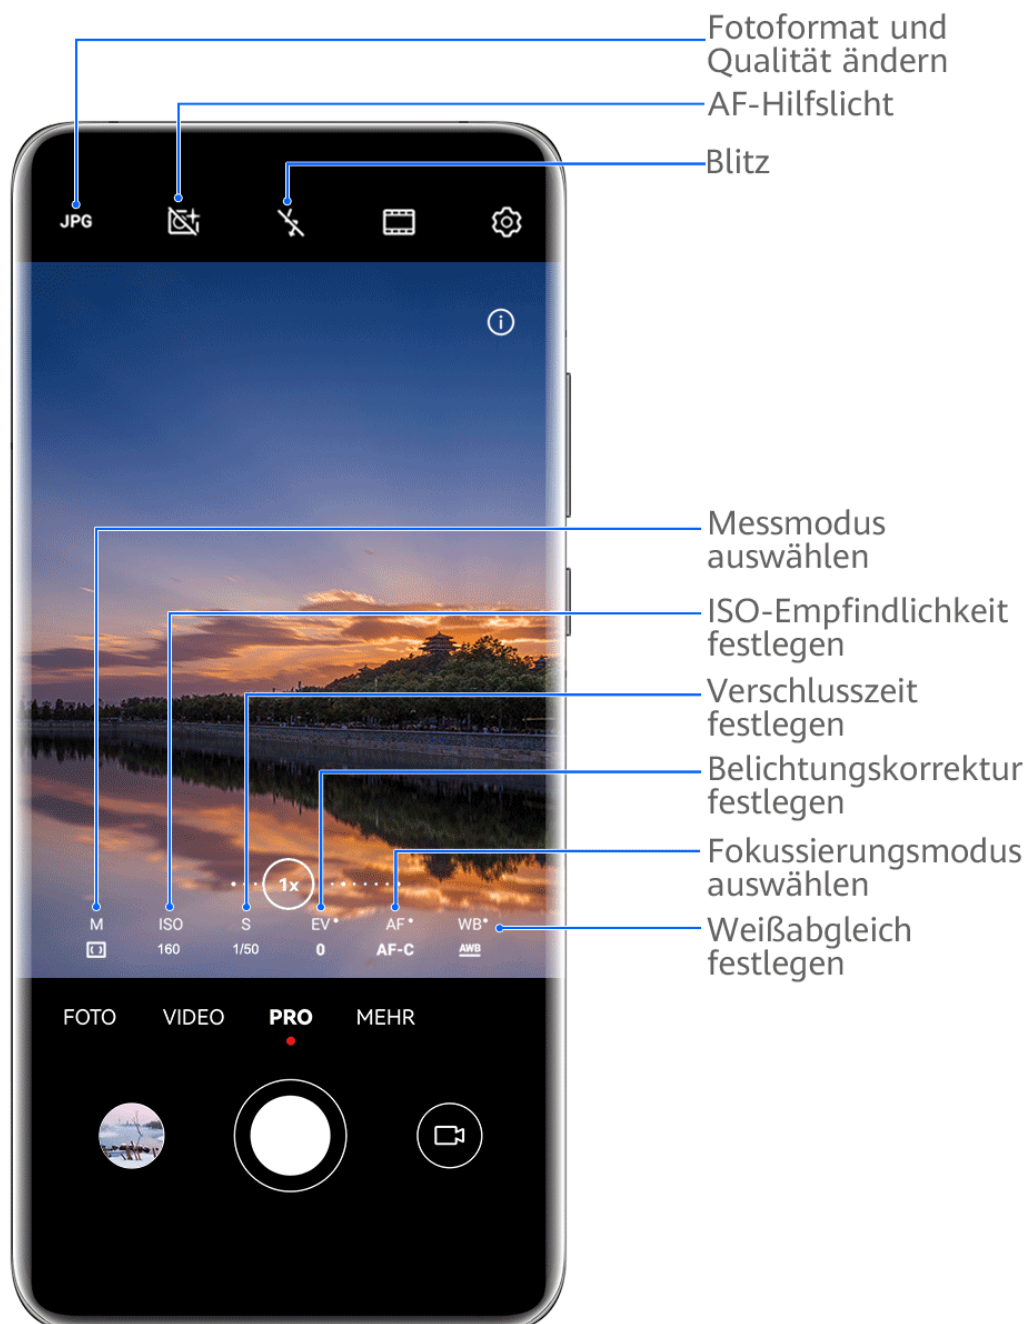 Fotoformat und
Qualität ändern
AF-Hilfslicht
Blitz
JPG
Messmodus
auswählen
ISO-Empfindlichkeit
festlegen
Verschlusszeit
festlegen
Belichtungskorrektur
festlegen
Fokussierungsmodus
auswählen
Weißabgleich
festlegen
1x
M ISO S EV AF WB
160 1/50 0 AF-C AWB
FOTO VIDEO PRO MEHR